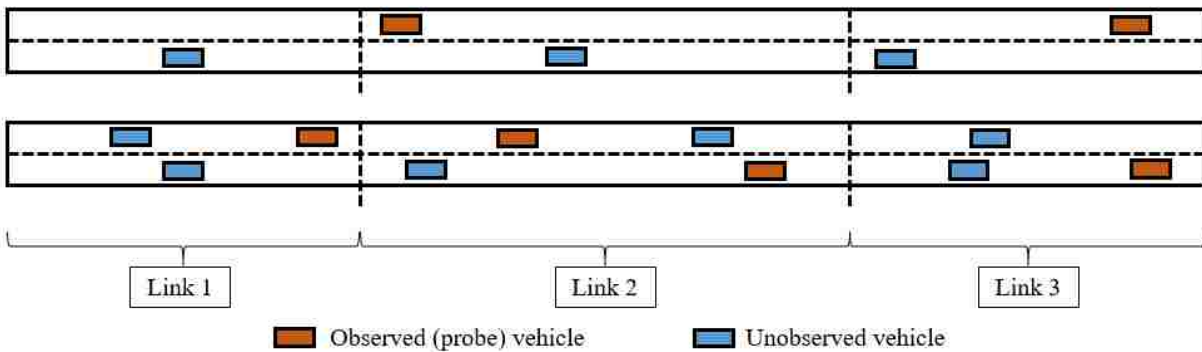 Link 1
Link 2
Link 3
Observed (probe) vehicle
Unobserved vehicle